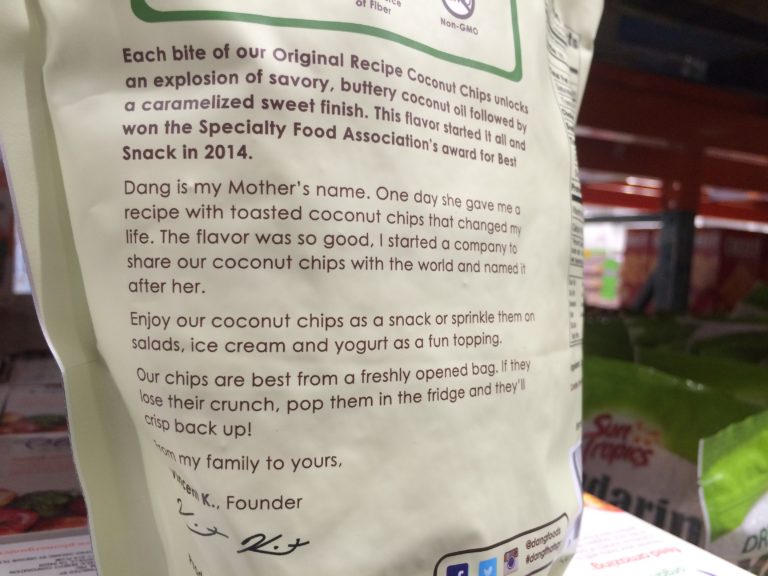 of Fiber
Non-GMO
Each bite of our Original Recipe Coconut Chips unlocks
an explosion of savory, buttery coconut oil followed by
a caramelized sweet finish. This flavor started it all and
won the Specialty Food Association's award for Best
Snack in 2014.
Dang is my Mother's name. One day she gave me a
recipe with toasted coconut chips that changed my
life. The flavor was so good, I started a company to
share our coconut chips with the world and named it
after her.
Enjoy our coconut chips as a snack or sprinkle them on
salads, ice cream and yogurt as a fun topping.
Our chips are best from a freshly opened bag. If they
lose their crunch, pop them in the fridge and they'll
crisp back up!
From my family to yours,
Vincent K., Founder
@dangfoods
Sun
Tropics